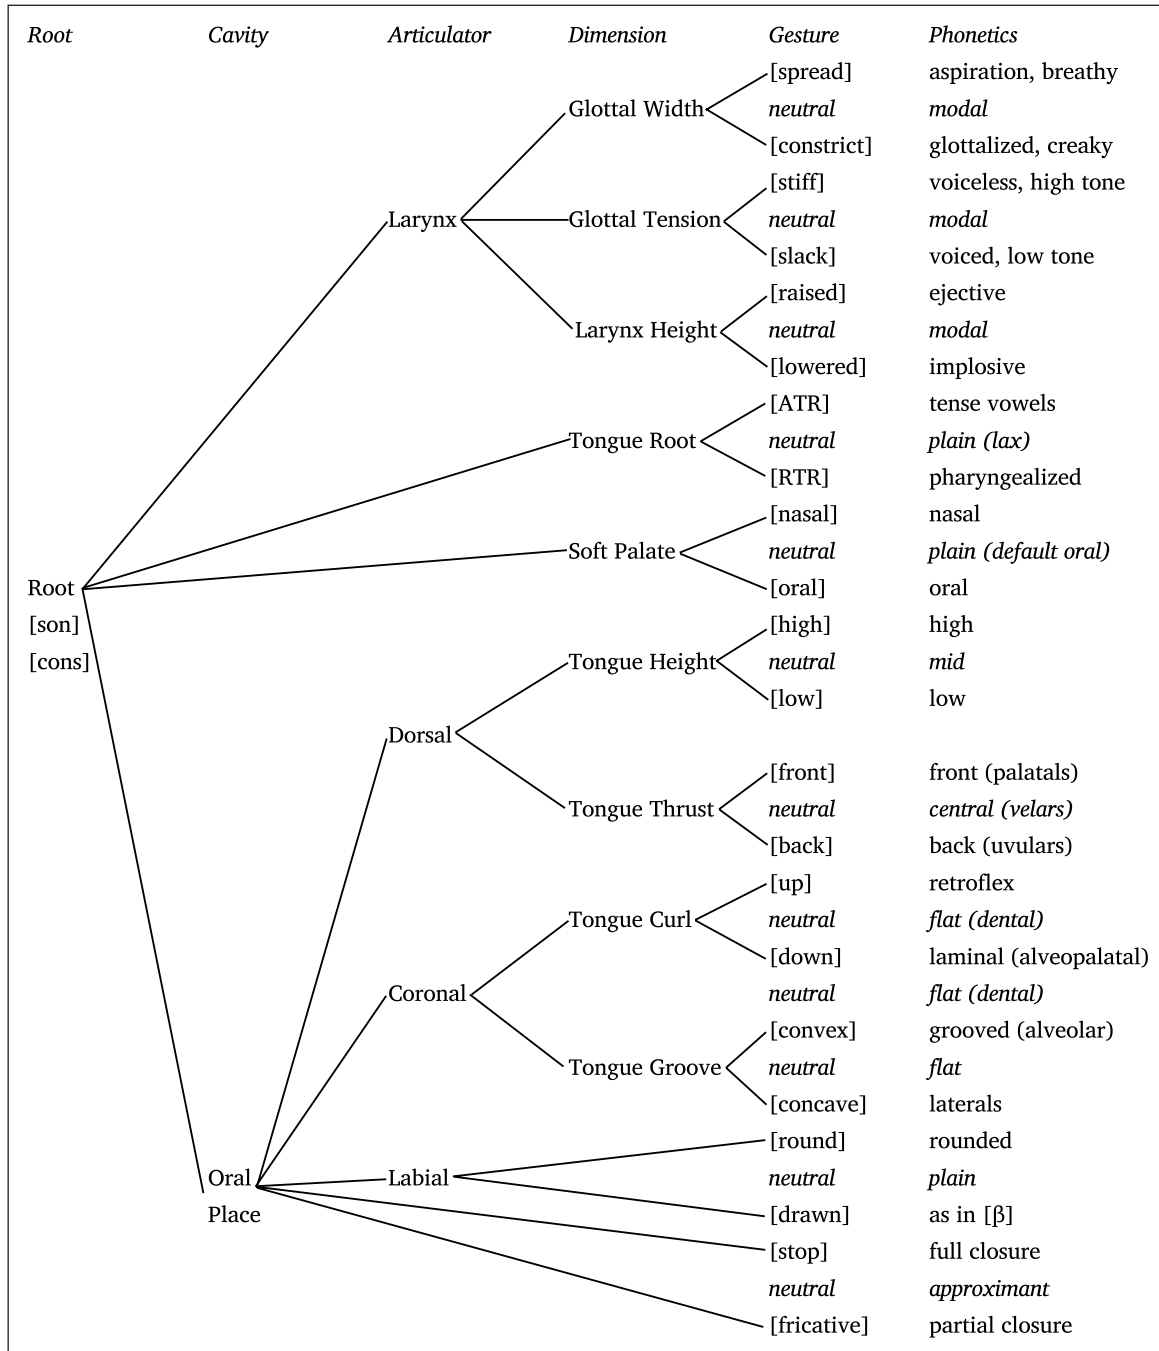 Root Cavity Articulator Dimension Gesture Phonetics
[spread] aspiration, breathy
Glottal Width neutral modal
[constrict] glottalized, creaky
[stiff] voiceless, high tone
Larynx Glottal Tension neutral modal
[slack] voiced, low tone
[raised] ejective
Larynx Height neutral modal
[lowered] implosive
[ATR] tense vowels
Tongue Root neutral plain (lax)
[RTR] pharyngealized
[nasal] nasal
Soft Palate neutral plain (default oral)
Root [oral] oral
[son] [high] high
[cons] Tongue Height neutral mid
[low] low
Dorsal
[front] front (palatals)
Tongue Thrust neutral central (velars)
[back] back (uvulars)
[up] retroflex
Tongue Curl neutral flat (dental)
[down] laminal (alveopalatal)
Coronal neutral flat (dental)
[convex] grooved (alveolar)
Tongue Groove neutral flat
[concave] laterals
[round] rounded
Oral Labial neutral plain
Place [drawn] as in [β]
[stop] full closure
neutral approximant
[fricative] partial closure